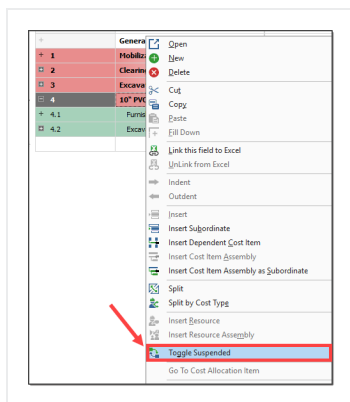 Genera
1 Mobiliz
2 Clearin
3 Excava
4 10" PVC
4.1 Furnis
4.2 Excav
Open
New
Delete
Cut
Copy
Paste
Fill Down
Link this field to Excel
UnLink from Excel
Indent
Outdent
Insert
Insert Subordinate
Insert Dependent Cost Item
Insert Cost Item Assembly
Insert Cost Item Assembly as Subordinate
Split
Split by Cost Type
Insert Resource
Insert Resource Assembly
Toggle Suspended
Go To Cost Allocation Item